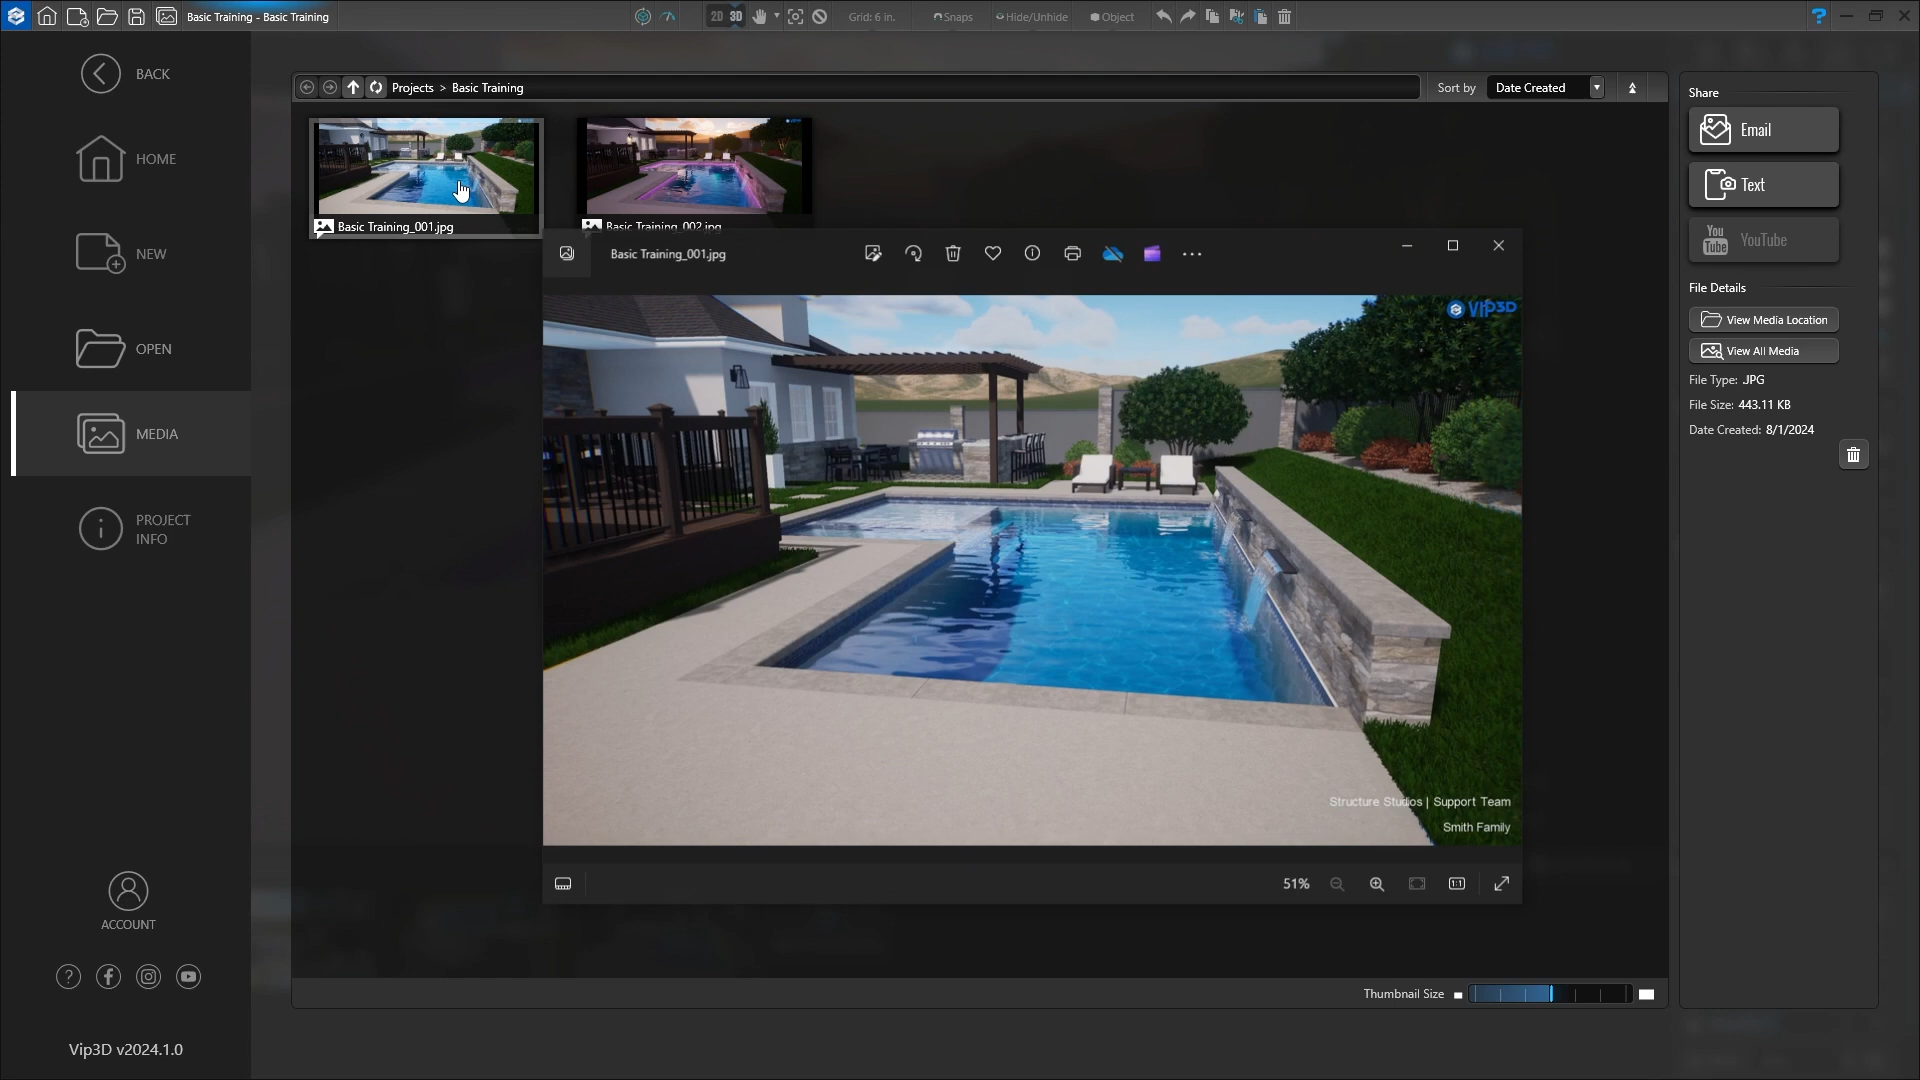 Basic Training - Basic Training
2D 3D
Grid: 6 in.
Snaps
Hide/Unhide
Object
?
BACK
HOME
NEW
OPEN
MEDIA
PROJECT
INFO
ACCOUNT
?
Vip3D v2024.1.0
Projects > Basic Training
Sort by
Date Created
Basic Training_001.jpg
Basic Training_002.jpg
Basic Training_001.jpg
VIP3D
Structure Studios | Support Team
Smith Family
51%
1:1
Thumbnail Size
Share
Email
Text
You
Tube
YouTube
File Details
View Media Location
View All Media
File Type: JPG
File Size: 443.11 KB
Date Created: 8/1/2024